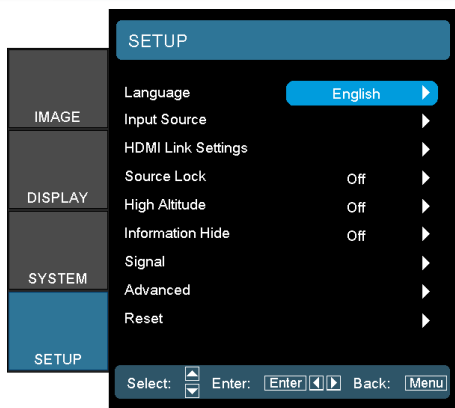 SETUP
IMAGE
DISPLAY
SYSTEM
SETUP
Language English
Input Source
HDMI Link Settings
Source Lock Off
High Altitude Off
Information Hide Off
Signal
Advanced
Reset
Select: Enter: Enter Back: Menu